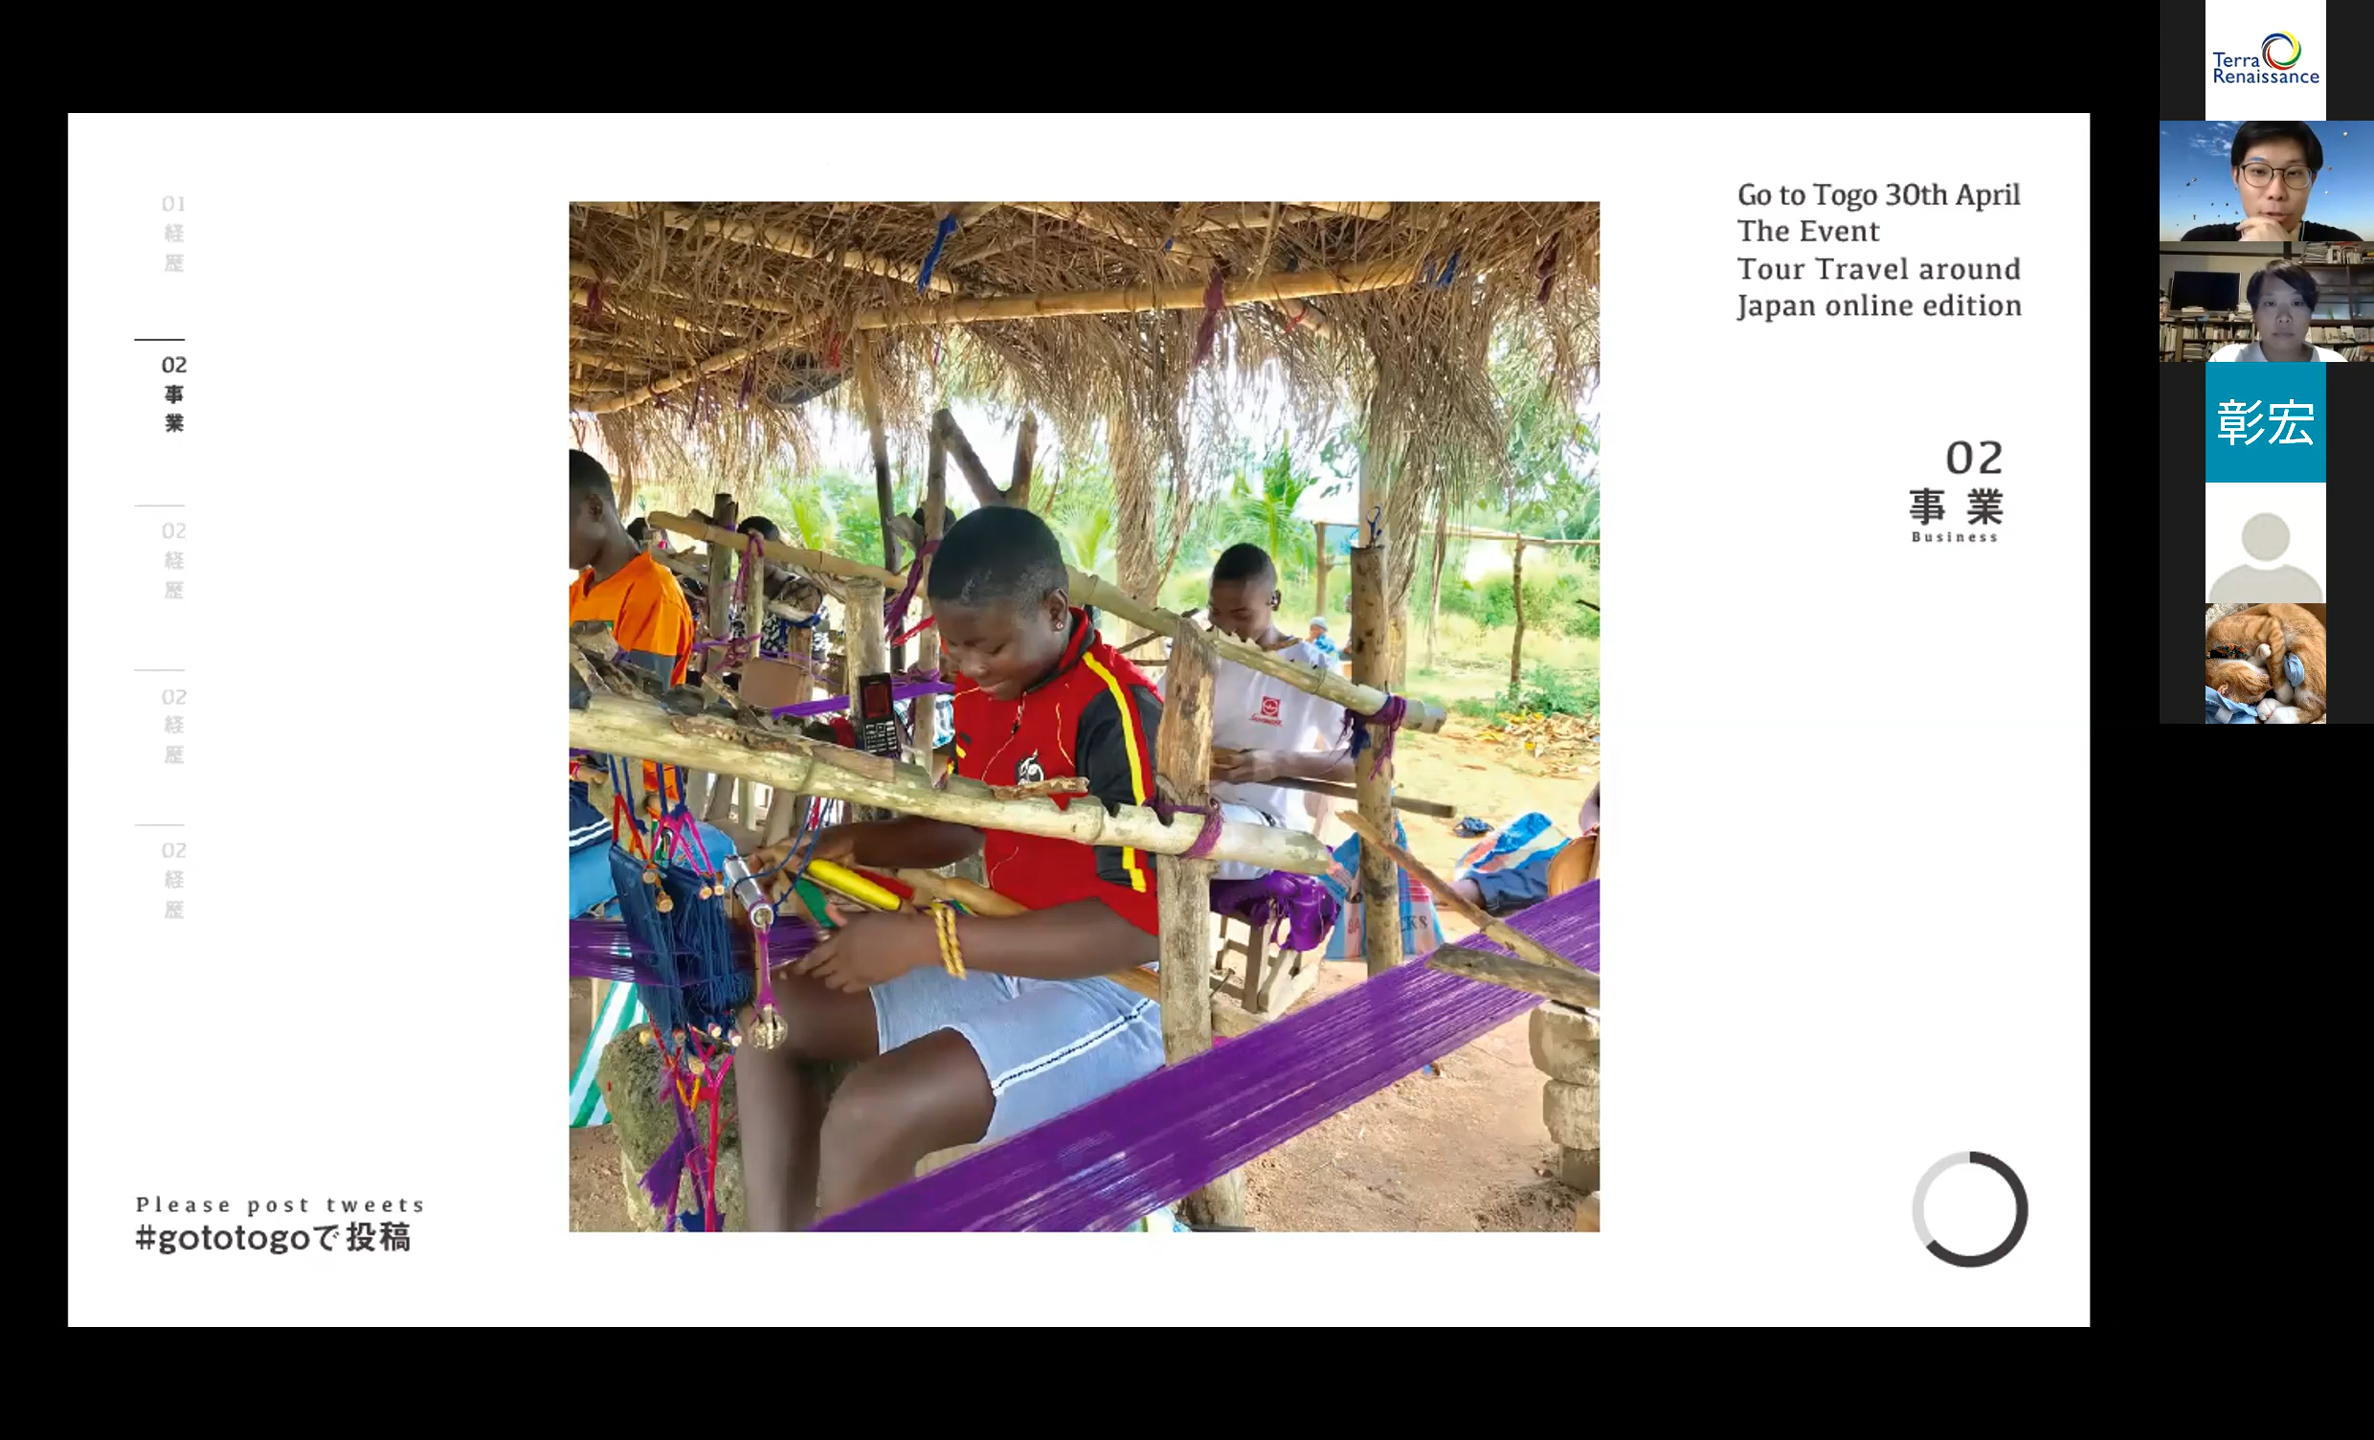 01
経
歴
02
事
業
02
経
歴
02
経
歴
02
経
歴
Please post tweets
#gototogoで投稿
Go to Togo 30th April
The Event
Tour Travel around
Japan online edition
02
事業
Business
Terra
Renaissance
彰宏